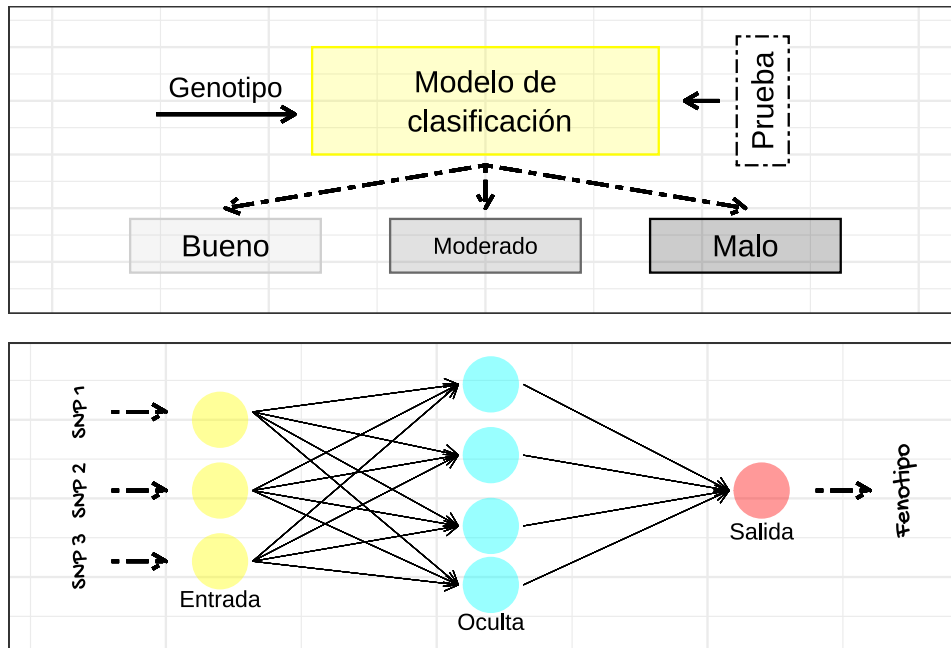 Genotipo
Modelo de
clasificación
Prueba
Bueno
Moderado
Malo
SNP 1
SNP 2
SNP 3
Entrada
Oculta
Salida
Fenotipo